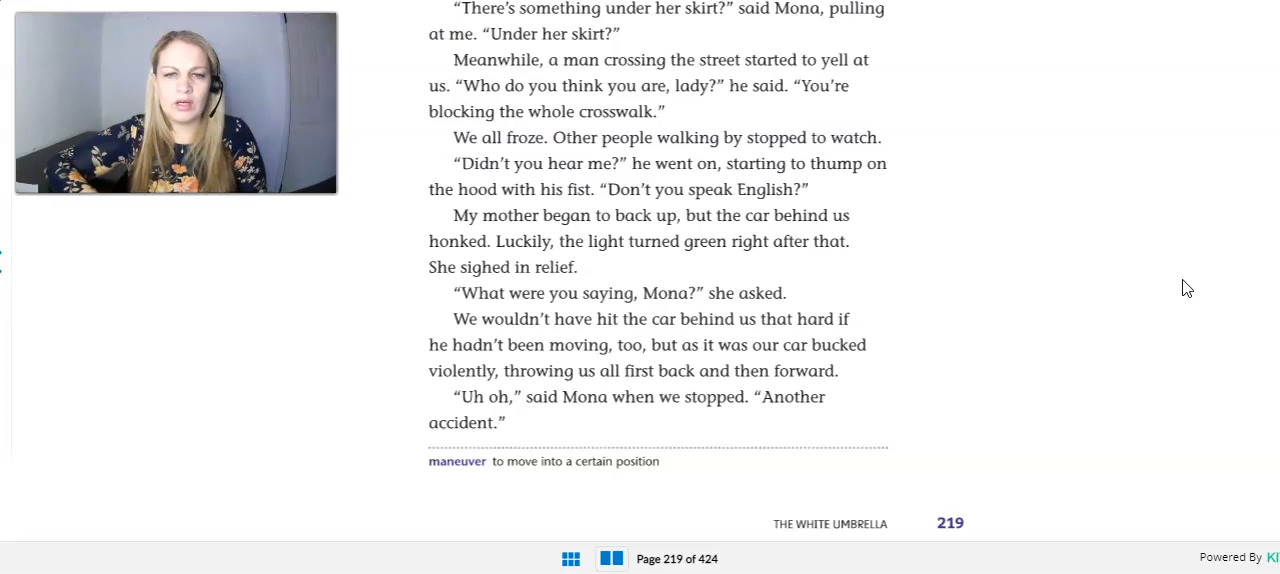 “There’s something under her skirt?” said Mona, pulling
at me. “Under her skirt?”
Meanwhile, a man crossing the street started to yell at
us. “Who do you think you are, lady?” he said. “You’re
blocking the whole crosswalk.”
We all froze. Other people walking by stopped to watch.
“Didn’t you hear me?” he went on, starting to thump on
the hood with his fist. “Don’t you speak English?”
My mother began to back up, but the car behind us
honked. Luckily, the light turned green right after that.
She sighed in relief.
“What were you saying, Mona?” she asked.
We wouldn’t have hit the car behind us that hard if
he hadn’t been moving, too, but as it was our car bucked
violently, throwing us all first back and then forward.
“Uh oh,” said Mona when we stopped. “Another
accident.”
maneuver to move into a certain position
THE WHITE UMBRELLA 219
Page 219 of 424
Powered By